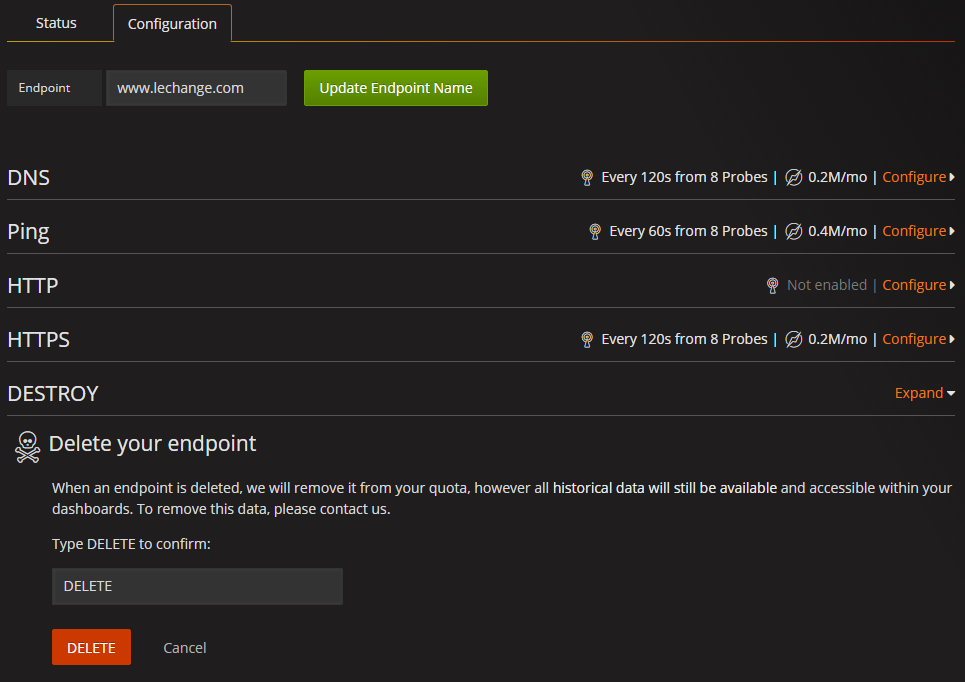 Status
Configuration
Endpoint
www.lechange.com
Update Endpoint Name
DNS
Every 120s from 8 Probes | 0.2M/mo | Configure
Ping
Every 60s from 8 Probes | 0.4M/mo | Configure
HTTP
Not enabled | Configure
HTTPS
Every 120s from 8 Probes | 0.2M/mo | Configure
DESTROY
Expand
Delete your endpoint
When an endpoint is deleted, we will remove it from your quota, however all historical data will still be available and accessible within your
dashboards. To remove this data, please contact us.
Type DELETE to confirm:
DELETE
DELETE
Cancel